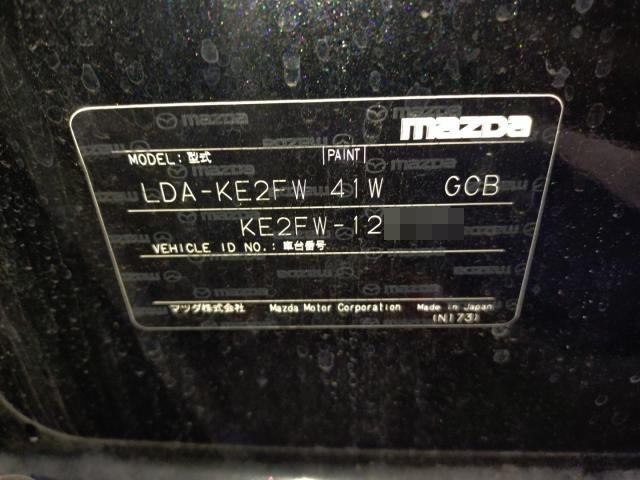 mazda
MODEL: 型式 PAINT
LDA-KE2FW 41W GCB
KE2FW-12
VEHICLE ID NO.: 車台番号
マツダ株式会社 Mazda Motor Corporation Made in Japan
(N173)